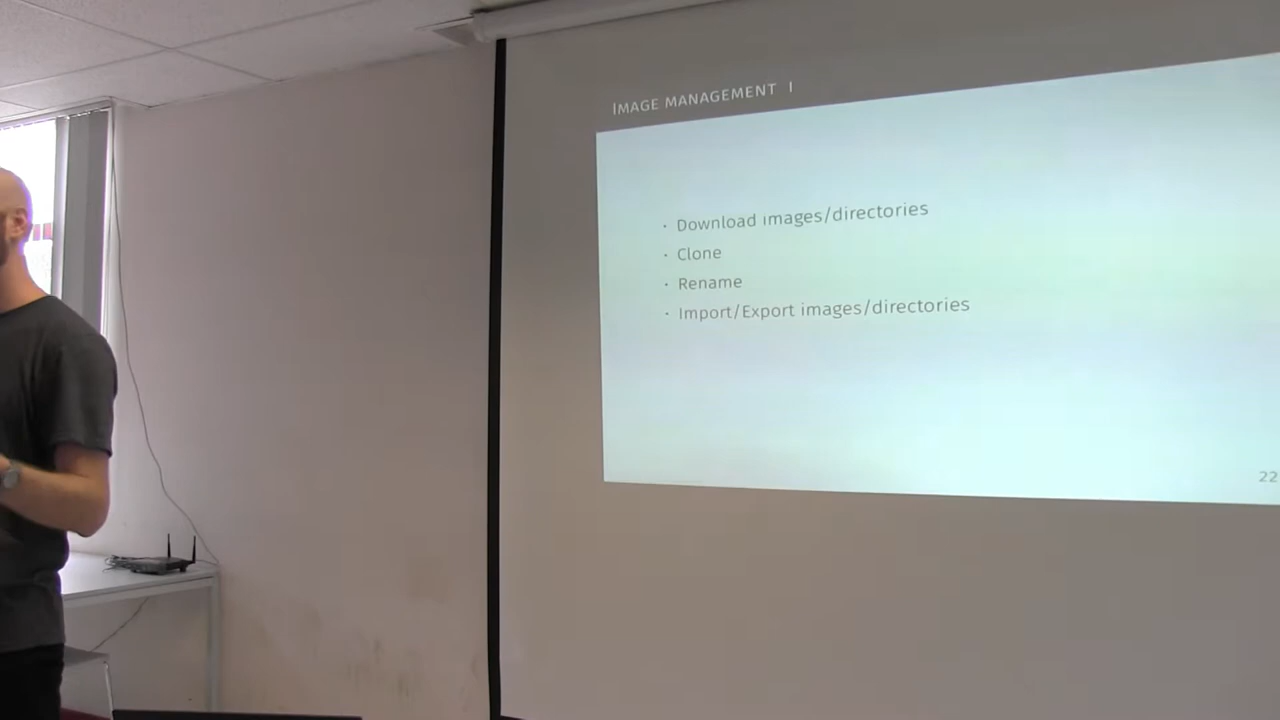 IMAGE MANAGEMENT I
· Download images/directories
· Clone
· Rename
· Import/Export images/directories
22